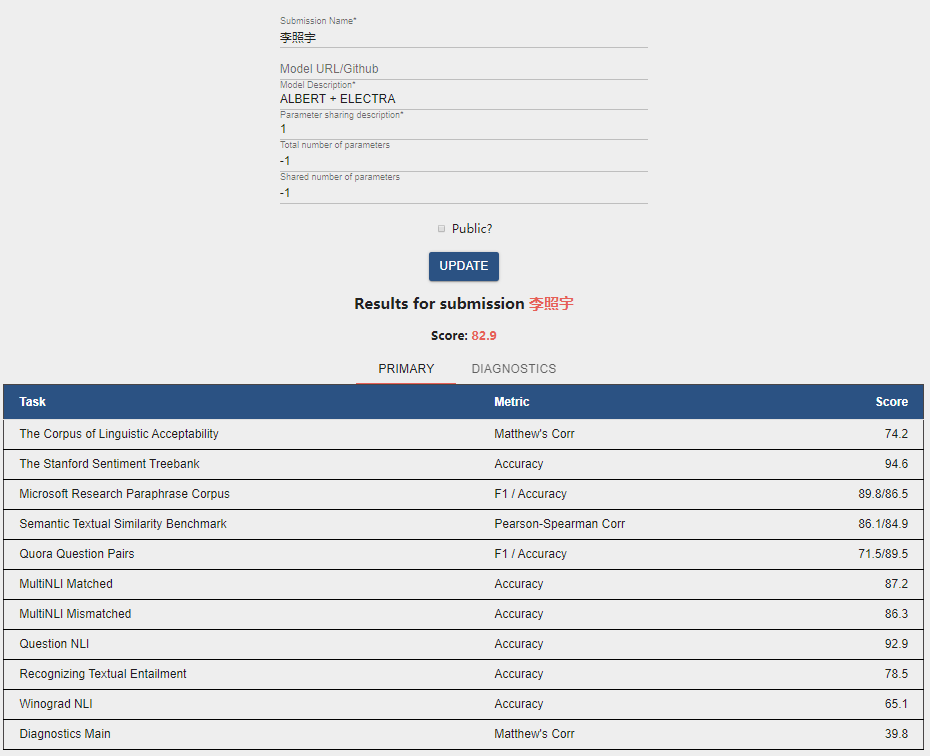 Submission Name*
李照宇
Model URL/Github
Model Description*
ALBERT + ELECTRA
Parameter sharing description*
1
Total number of parameters
-1
Shared number of parameters
-1
Public?
UPDATE
Results for submission 李照宇
Score: 82.9
PRIMARY DIAGNOSTICS
Task Metric Score
The Corpus of Linguistic Acceptability Matthew's Corr 74.2
The Stanford Sentiment Treebank Accuracy 94.6
Microsoft Research Paraphrase Corpus F1 / Accuracy 89.8/86.5
Semantic Textual Similarity Benchmark Pearson-Spearman Corr 86.1/84.9
Quora Question Pairs F1 / Accuracy 71.5/89.5
MultiNLI Matched Accuracy 87.2
MultiNLI Mismatched Accuracy 86.3
Question NLI Accuracy 92.9
Recognizing Textual Entailment Accuracy 78.5
Winograd NLI Accuracy 65.1
Diagnostics Main Matthew's Corr 39.8